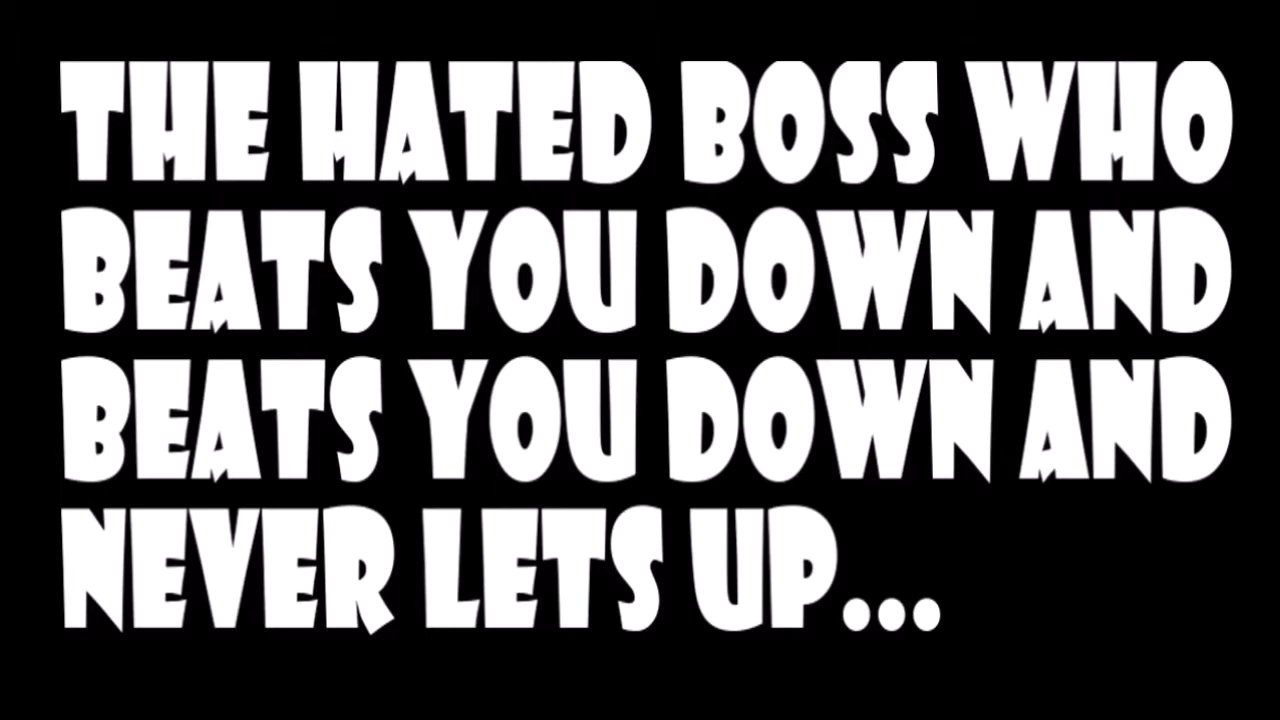 THE HATED BOSS WHO
BEATS YOU DOWN AND
BEATS YOU DOWN AND
NEVER LETS UP...